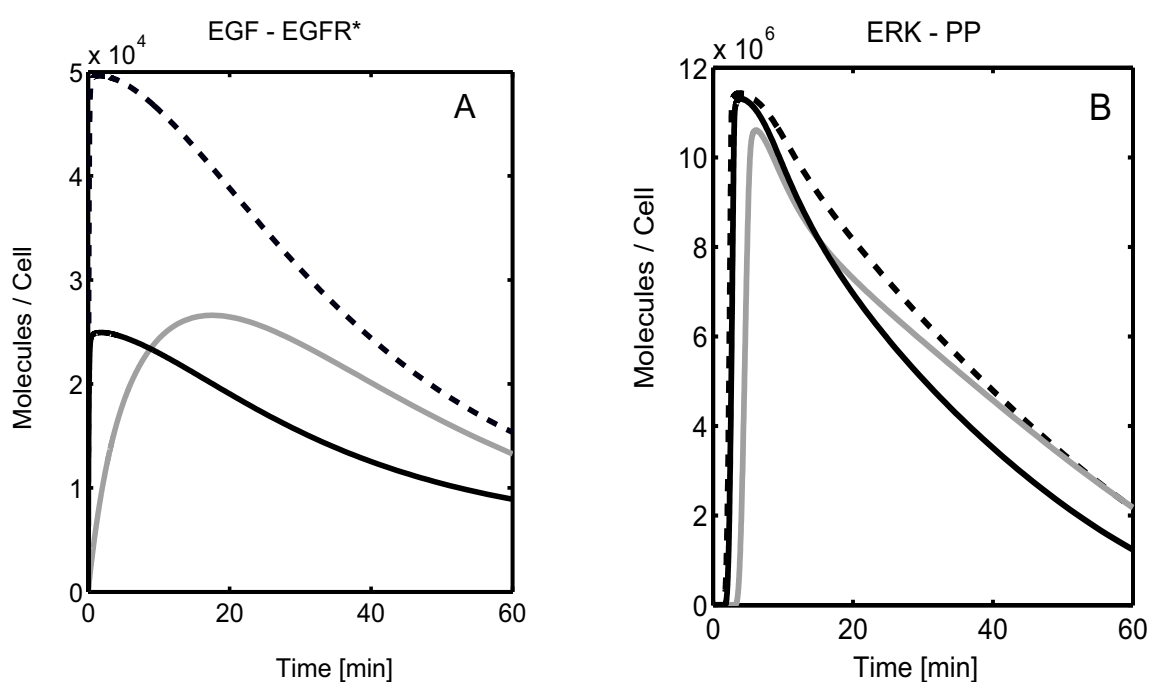 EGF - EGFR*
x 10^4
A
5
4
3
2
1
0
0 20 40 60
Molecules / Cell
Time [min]
ERK - PP
x 10^6
B
12
10
8
6
4
2
0
0 20 40 60
Molecules / Cell
Time [min]